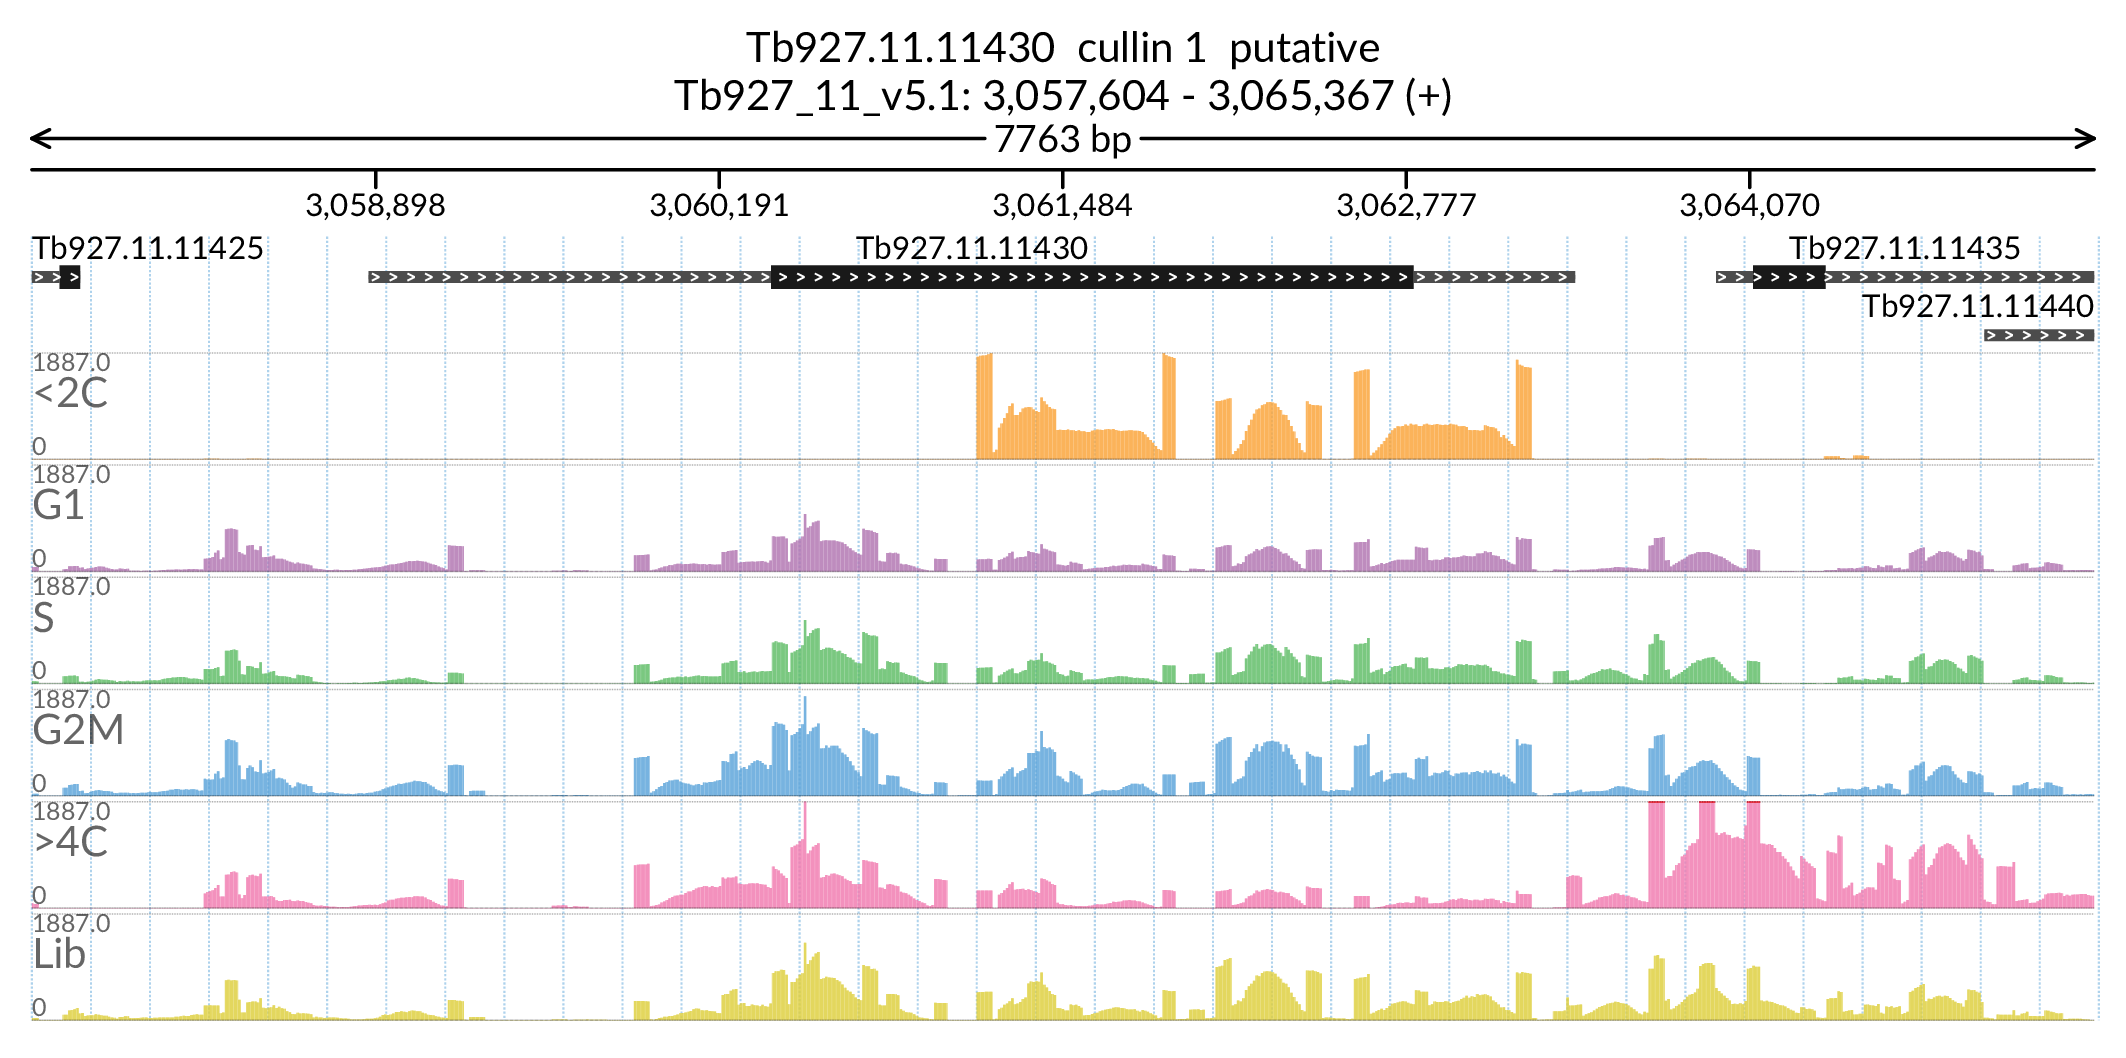 Tb927.11.11430 cullin 1 putative
Tb927_11_v5.1: 3,057,604 - 3,065,367 (+)
7763 bp
3,058,898 3,060,191 3,061,484 3,062,777 3,064,070
Tb927.11.11425 Tb927.11.11430 Tb927.11.11435
Tb927.11.11440
1887.0
<2C
0
1887.0
G1
0
1887.0
S
0
1887.0
G2M
0
1887.0
>4C
0
1887.0
Lib
0